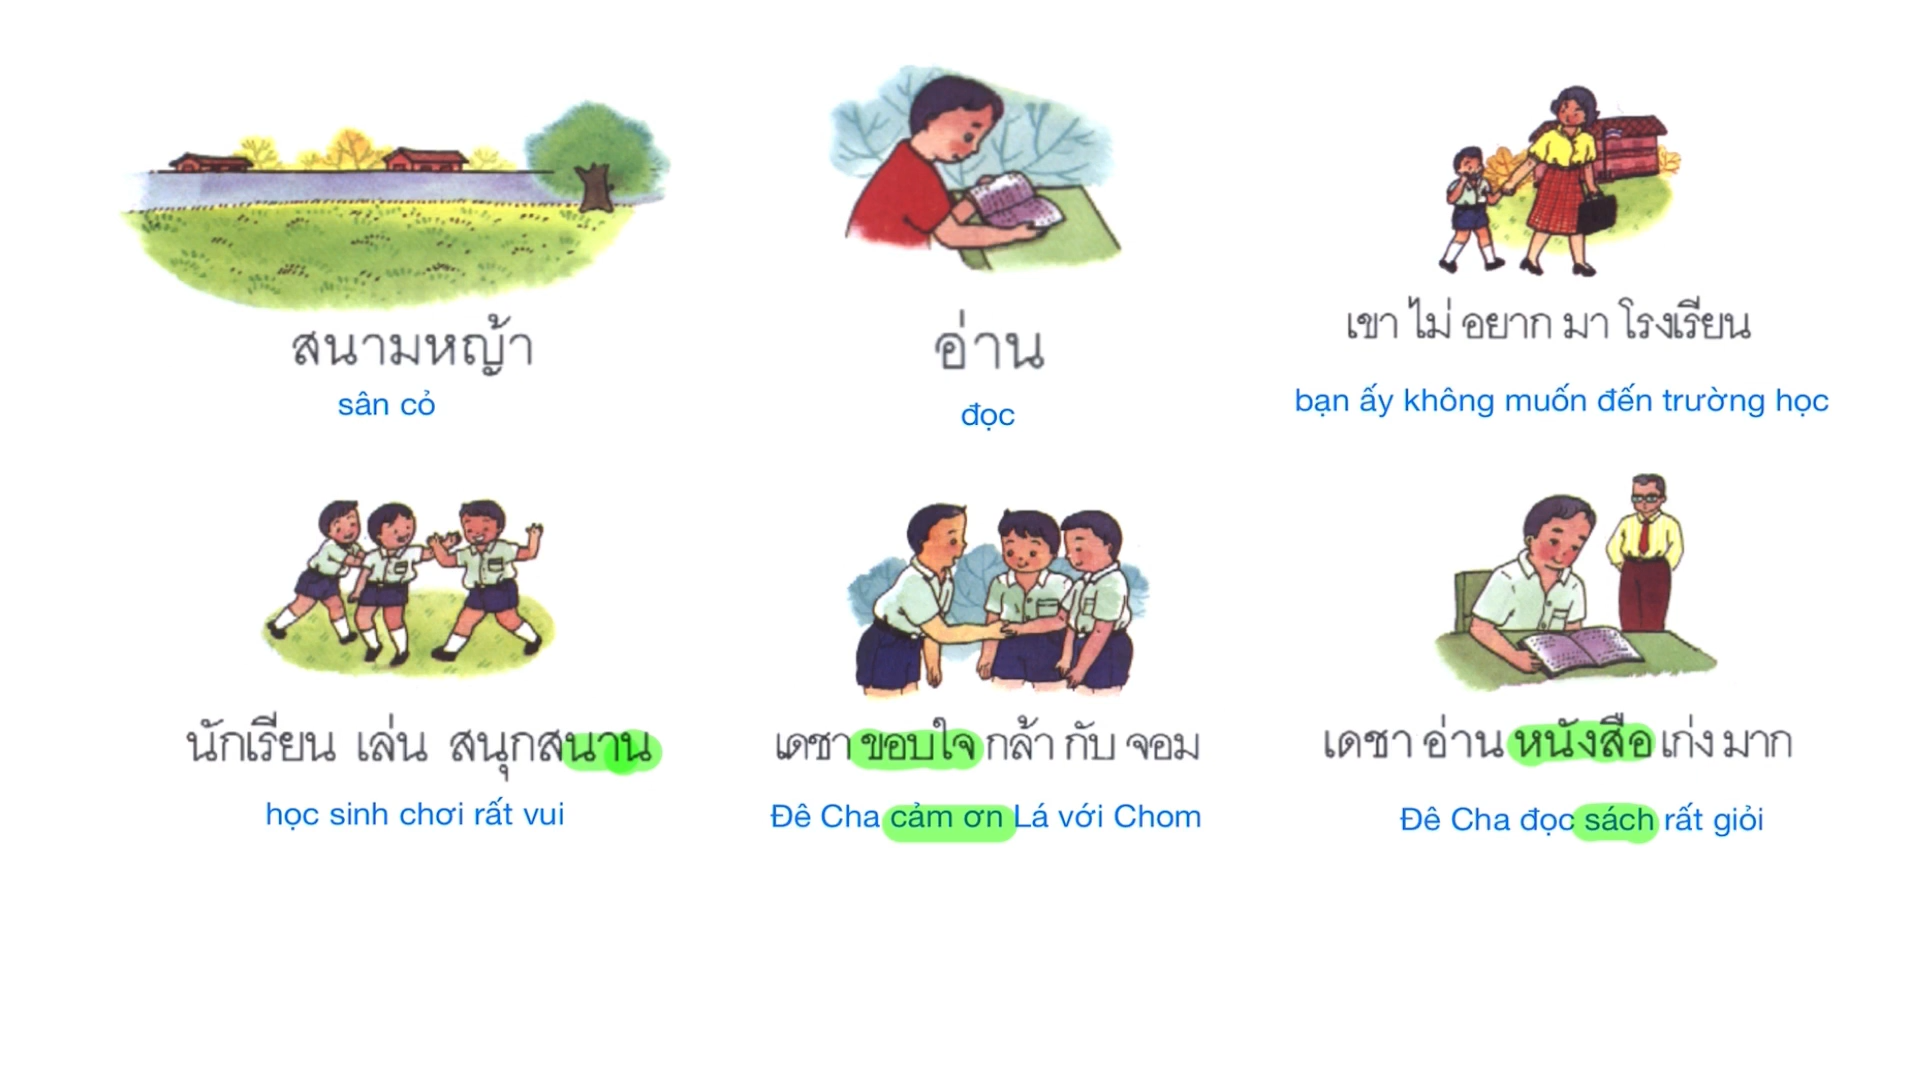 สนามหญ้า
sân cỏ
อ่าน
đọc
เขา ไม่ อยาก มา โรงเรียน
bạn ấy không muốn đến trường học
นักเรียน เล่น สนุกสนาน
học sinh chơi rất vui
เดชา ขอบใจ กล้า กับ จอม
Đê Cha cảm ơn Lá với Chom
เดชา อ่าน หนังสือ เก่ง มาก
Đê Cha đọc sách rất giỏi